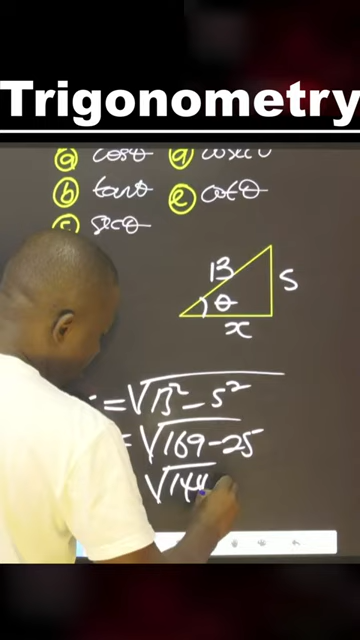 Trigonometry
ⓐ cosθ ⓓ cosecθ
ⓑ tanθ ⓔ cotθ
ⓒ secθ
13
5
θ
x
= √13² − 5²
= √169 − 25
√144